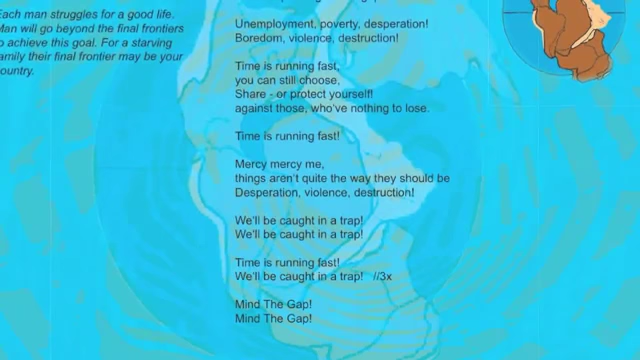 Each man struggles for a good life.
Man will go beyond the final frontiers
to achieve this goal. For a starving
family their final frontier may be your
country.
Unemployment, poverty, desperation!
Boredom, violence, destruction!
Time is running fast,
you can still choose,
Share - or protect yourself!
against those, who've nothing to lose.
Time is running fast!
Mercy mercy me,
things aren't quite the way they should be
Desperation, violence, destruction!
We'll be caught in a trap!
We'll be caught in a trap!
Time is running fast!
We'll be caught in a trap! //3x
Mind The Gap!
Mind The Gap!